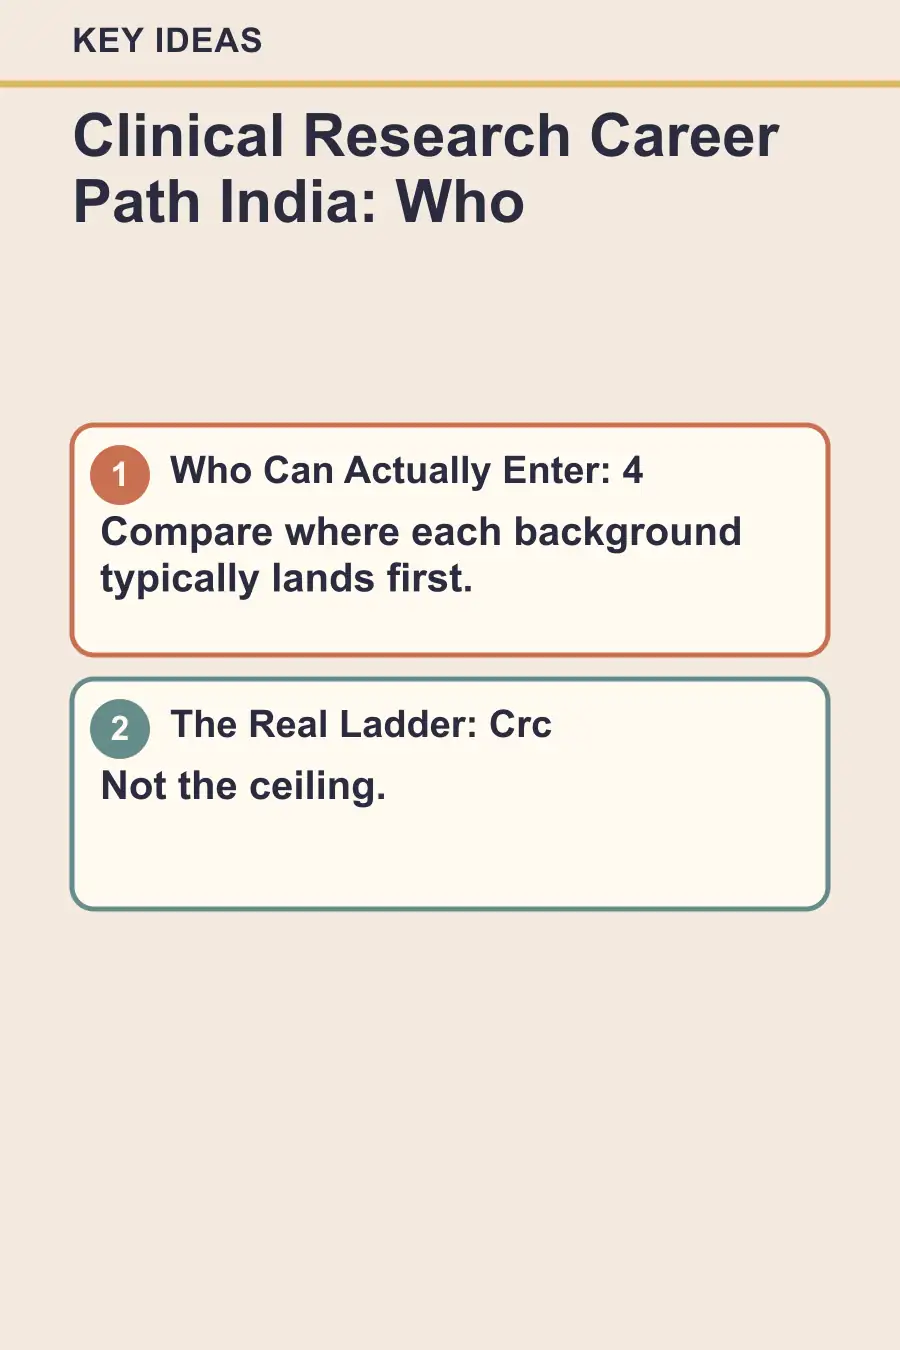 KEY IDEAS
Clinical Research Career
Path India: Who
1 Who Can Actually Enter: 4
Compare where each background
typically lands first.
2 The Real Ladder: Crc
Not the ceiling.